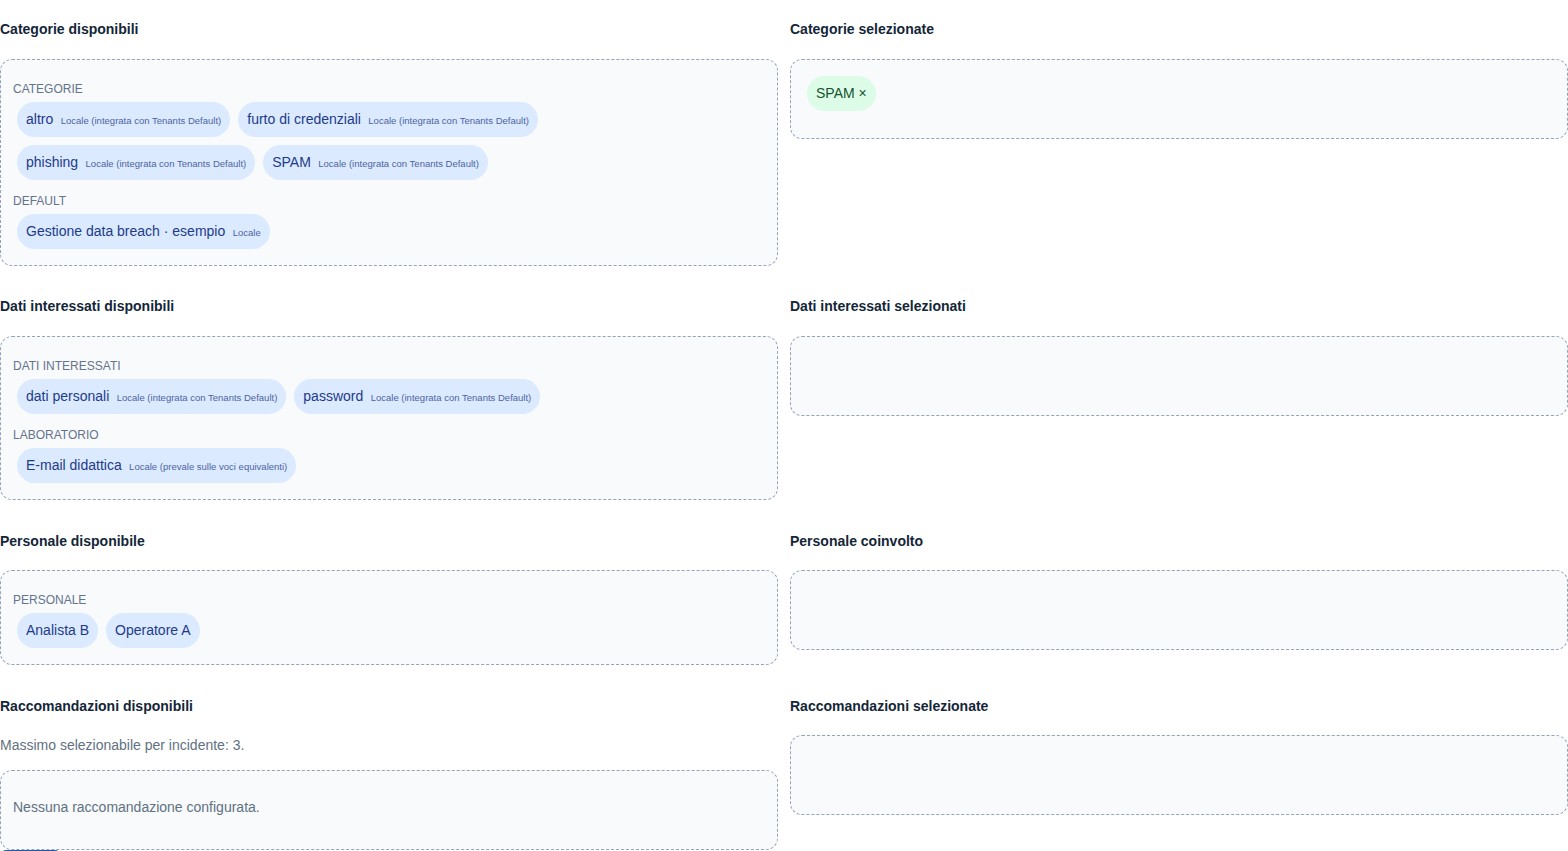 Categorie disponibili
Categorie selezionate
CATEGORIE
altro Locale (integrata con Tenants Default) furto di credenziali Locale (integrata con Tenants Default)
phishing Locale (integrata con Tenants Default) SPAM Locale (integrata con Tenants Default)
DEFAULT
Gestione data breach · esempio Locale
SPAM ×
Dati interessati disponibili
Dati interessati selezionati
DATI INTERESSATI
dati personali Locale (integrata con Tenants Default) password Locale (integrata con Tenants Default)
LABORATORIO
E-mail didattica Locale (prevale sulle voci equivalenti)
Personale disponibile
Personale coinvolto
PERSONALE
Analista B Operatore A
Raccomandazioni disponibili
Raccomandazioni selezionate
Massimo selezionabile per incidente: 3.
Nessuna raccomandazione configurata.